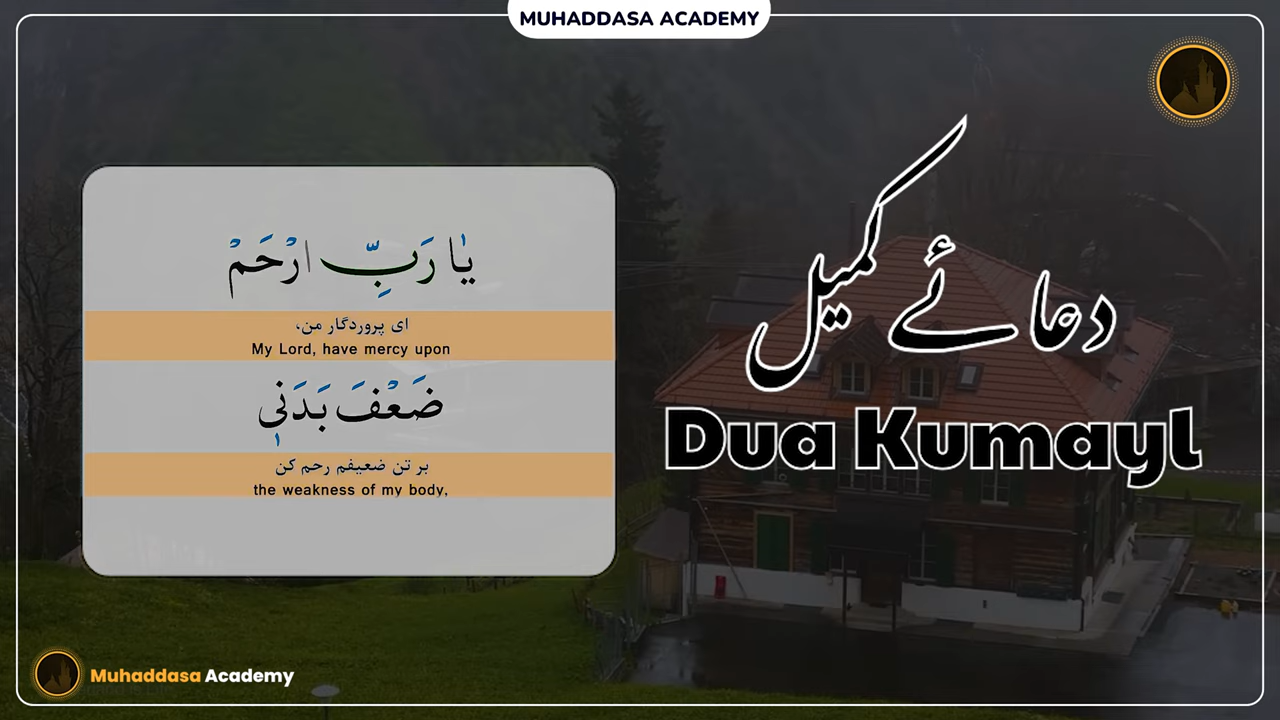 MUHADDASA ACADEMY
يٰا رَبِّ ارْحَمْ
ای پروردگار من،
My Lord, have mercy upon
ضَعْفَ بَدَنٖي
بر تن ضعیفم رحم کن
the weakness of my body,
دعائے کمیل
Dua Kumayl
Muhaddasa Academy